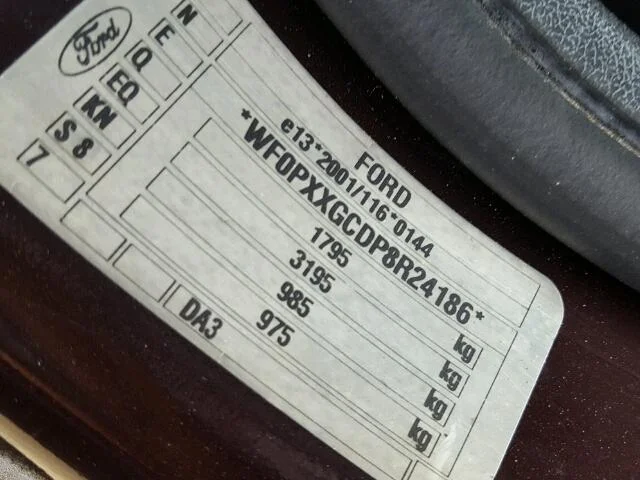 Ford
FORD
e13*2001/116*0144
*WF0PXXGCDP8R24186*
1795 kg
3195 kg
985 kg
975 kg
DA3
N
E
Q
EQ
KN
S 8
7